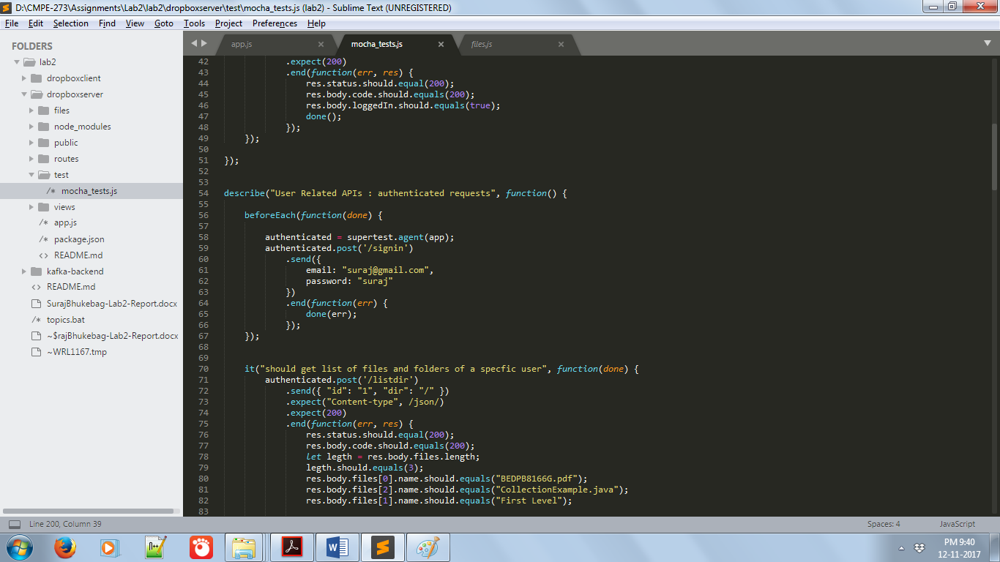 D:\CMPE-273\Assignments\Lab2\lab2\dropboxserver\test\mocha_tests.js (lab2) - Sublime Text (UNREGISTERED)
File Edit Selection Find View Goto Tools Project Preferences Help
FOLDERS
lab2
dropboxclient
dropboxserver
files
node_modules
public
routes
test
/* mocha_tests.js
views
/* app.js
/* package.json
<> README.md
kafka-backend
<> README.md
SurajBhukebag-Lab2-Report.docx
/* topics.bat
~$rajBhukebag-Lab2-Report.docx
~WRL1167.tmp
app.js × mocha_tests.js × files.js ×
42 .expect(200)
43 .end(function(err, res) {
44 res.status.should.equal(200);
45 res.body.code.should.equals(200);
46 res.body.loggedIn.should.equals(true);
47 done();
48 });
49 });
50
51 });
52
53
54 describe("User Related APIs : authenticated requests", function() {
55
56 beforeEach(function(done) {
57
58 authenticated = supertest.agent(app);
59 authenticated.post('/signin')
60 .send({
61 email: "suraj@gmail.com",
62 password: "suraj"
63 })
64 .end(function(err) {
65 done(err);
66 });
67 });
68
69
70 it("should get list of files and folders of a specfic user", function(done) {
71 authenticated.post('/listdir')
72 .send({ "id": "1", "dir": "/" })
73 .expect("Content-type", /json/)
74 .expect(200)
75 .end(function(err, res) {
76 res.status.should.equal(200);
77 res.body.code.should.equals(200);
78 let legth = res.body.files.length;
79 legth.should.equals(3);
80 res.body.files[0].name.should.equals("BEDPB8166G.pdf");
81 res.body.files[2].name.should.equals("CollectionExample.java");
82 res.body.files[1].name.should.equals("First Level");
83
Line 200, Column 39 Spaces: 4 JavaScript
PM 9:40
12-11-2017